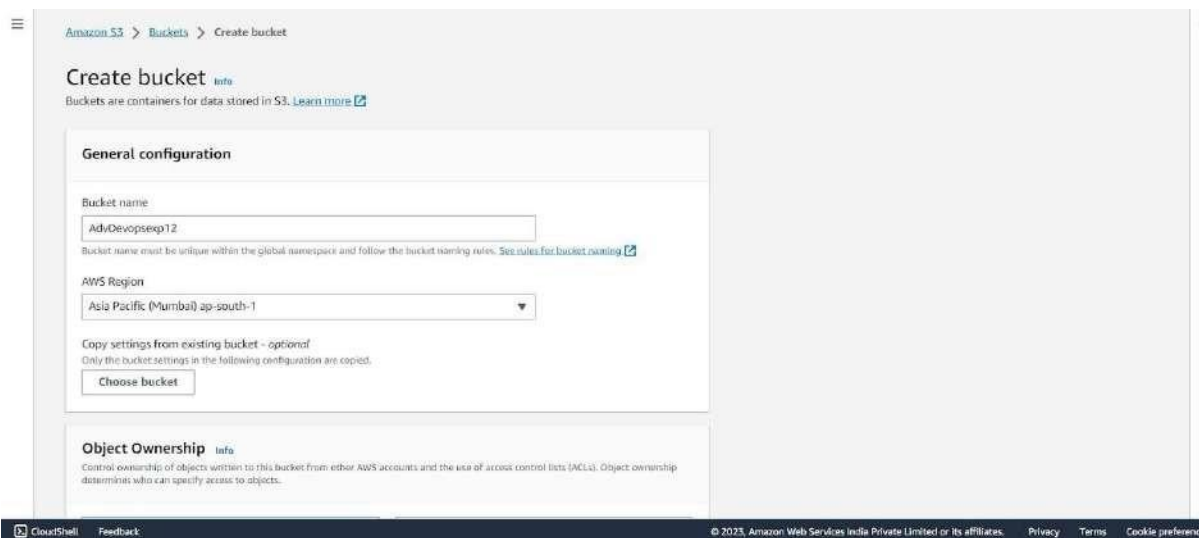 Amazon S3 > Buckets > Create bucket
Create bucket Info
Buckets are containers for data stored in S3. Learn more
General configuration
Bucket name
AdvDevopsexp12
Bucket name must be unique within the global namespace and follow the bucket naming rules. See rules for bucket naming
AWS Region
Asia Pacific (Mumbai) ap-south-1
Copy settings from existing bucket - optional
Only the bucket settings in the following configuration are copied.
Choose bucket
Object Ownership Info
Control ownership of objects written to this bucket from other AWS accounts and the use of access control lists (ACLs). Object ownership
determines who can specify access to objects.
CloudShell Feedback © 2023, Amazon Web Services India Private Limited or its affiliates. Privacy Terms Cookie preferenc